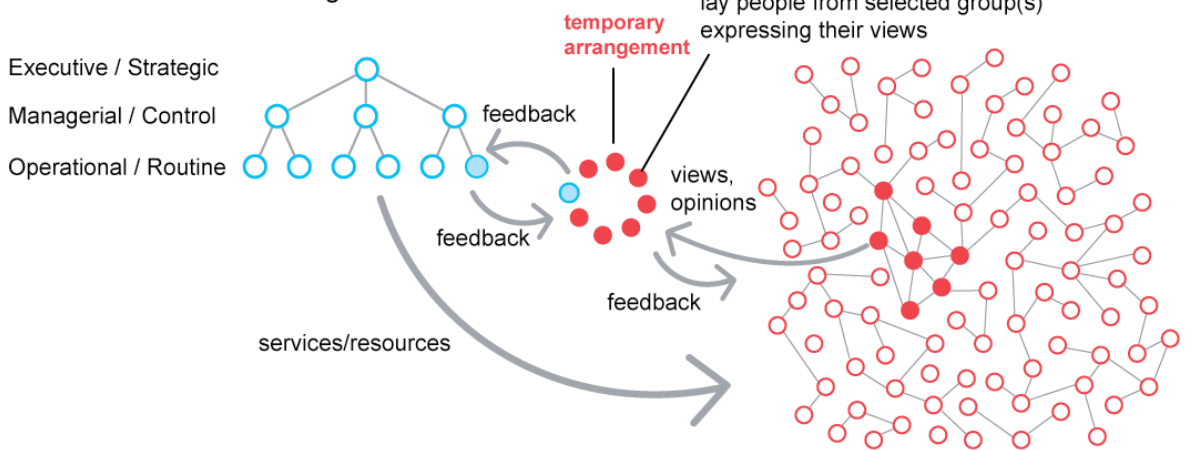 lay people from selected group(s)
expressing their views
temporary
arrangement
Executive / Strategic
Managerial / Control
Operational / Routine
feedback
views,
opinions
feedback
feedback
services/resources